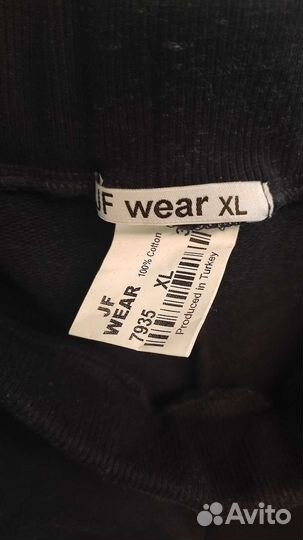 JF wear XL
JF
WEAR
100% Cotton
7935 XL
Produced in Turkey
Avito